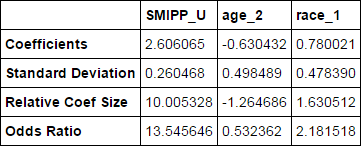 SMIPP_U age_2 race_1
Coefficients 2.606065 -0.630432 0.780021
Standard Deviation 0.260468 0.498489 0.478390
Relative Coef Size 10.005328 -1.264686 1.630512
Odds Ratio 13.545646 0.532362 2.181518